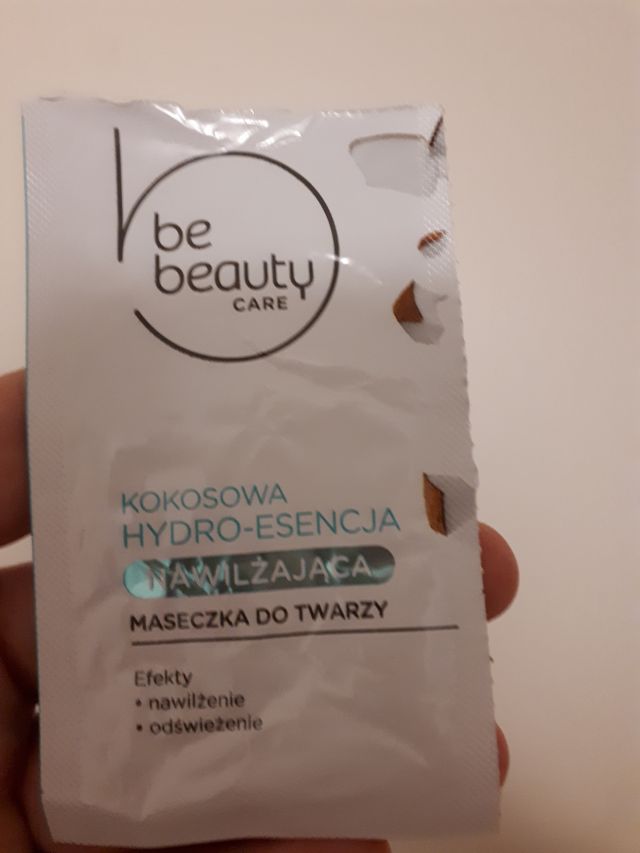 be
beauty
CARE
KOKOSOWA
HYDRO-ESENCJA
NAWILŻAJĄCA
MASECZKA DO TWARZY
Efekty
• nawilżenie
• odświeżenie